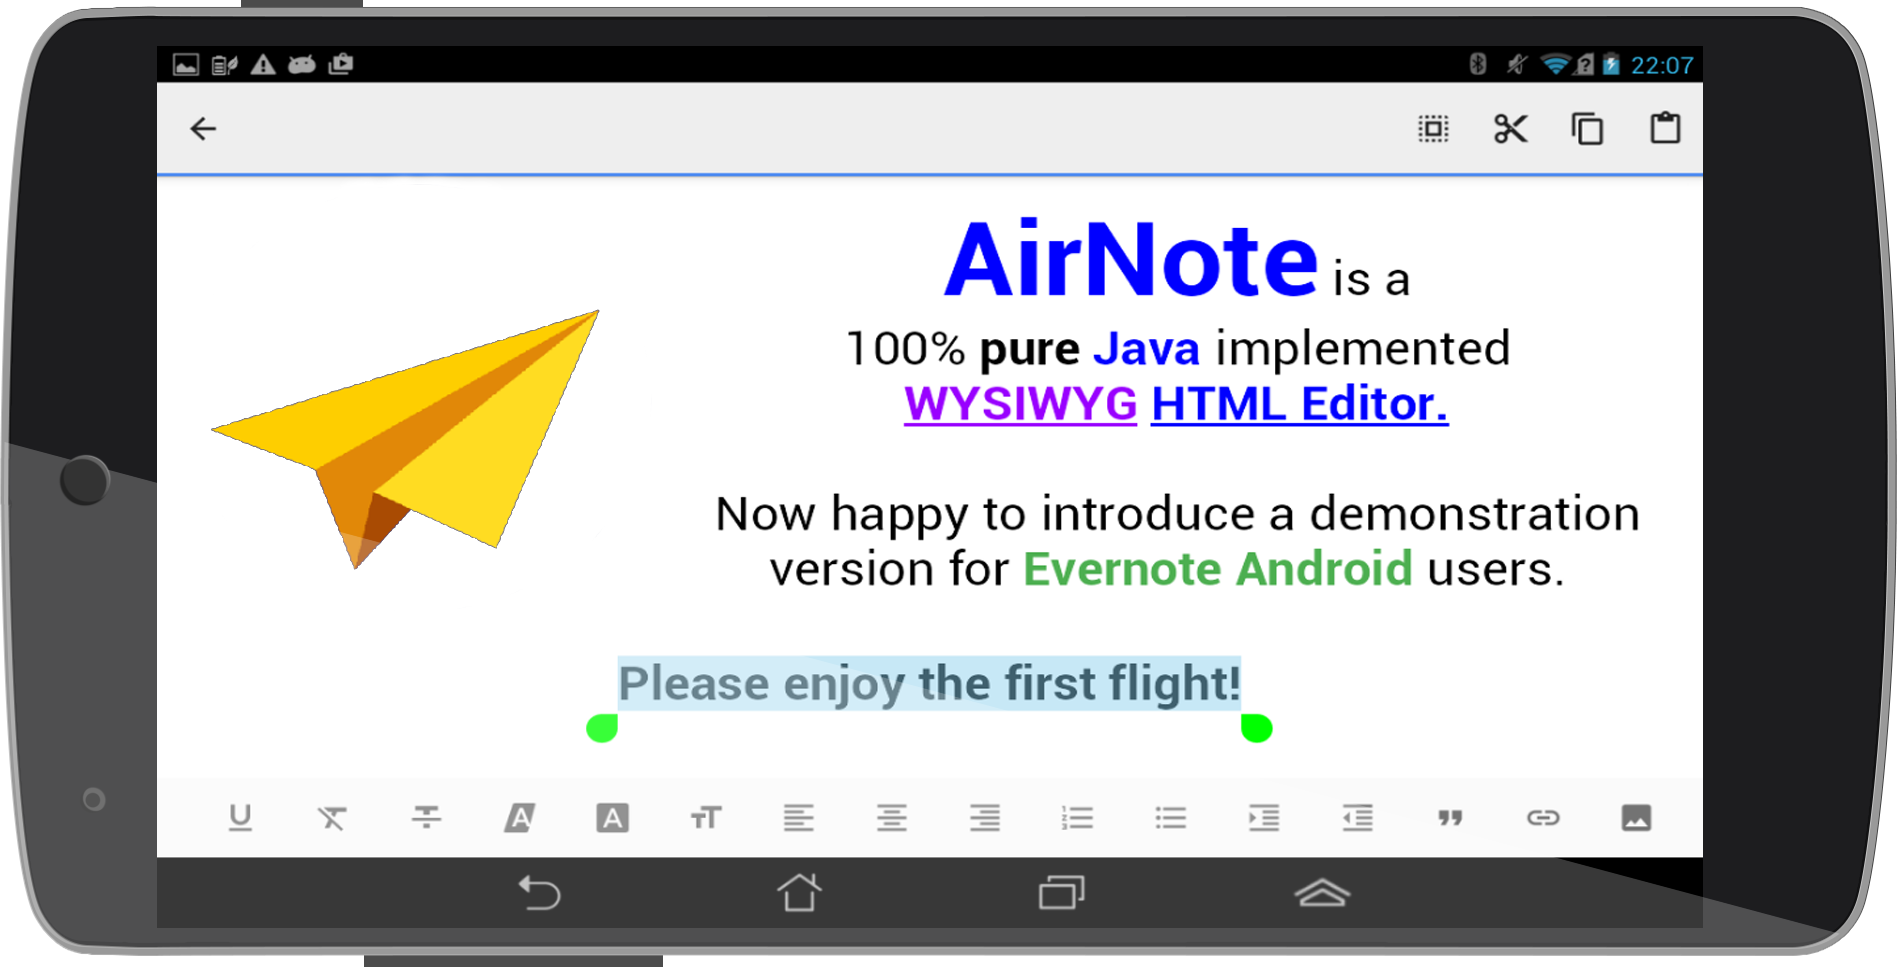 22:07
AirNote is a
100% pure Java implemented
WYSIWYG HTML Editor.
Now happy to introduce a demonstration
version for Evernote Android users.
Please enjoy the first flight!